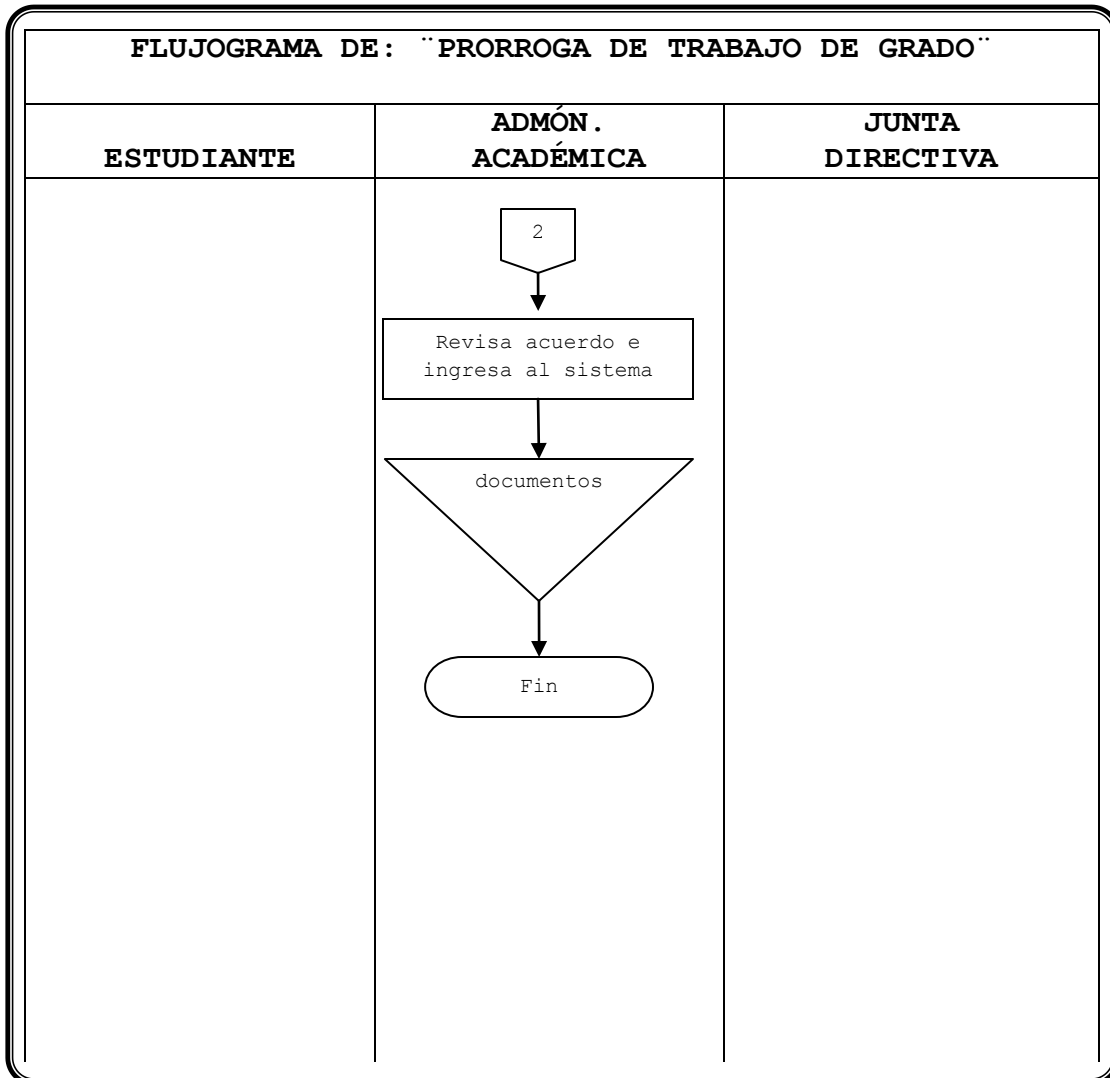 FLUJOGRAMA DE: ¨PRORROGA DE TRABAJO DE GRADO¨
ESTUDIANTE
ADMÓN.
ACADÉMICA
JUNTA
DIRECTIVA
2
Revisa acuerdo e
ingresa al sistema
documentos
Fin